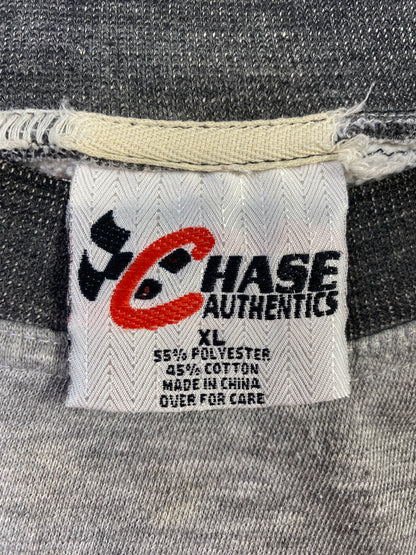 CHASE
AUTHENTICS
XL
55% POLYESTER
45% COTTON
MADE IN CHINA
OVER FOR CARE